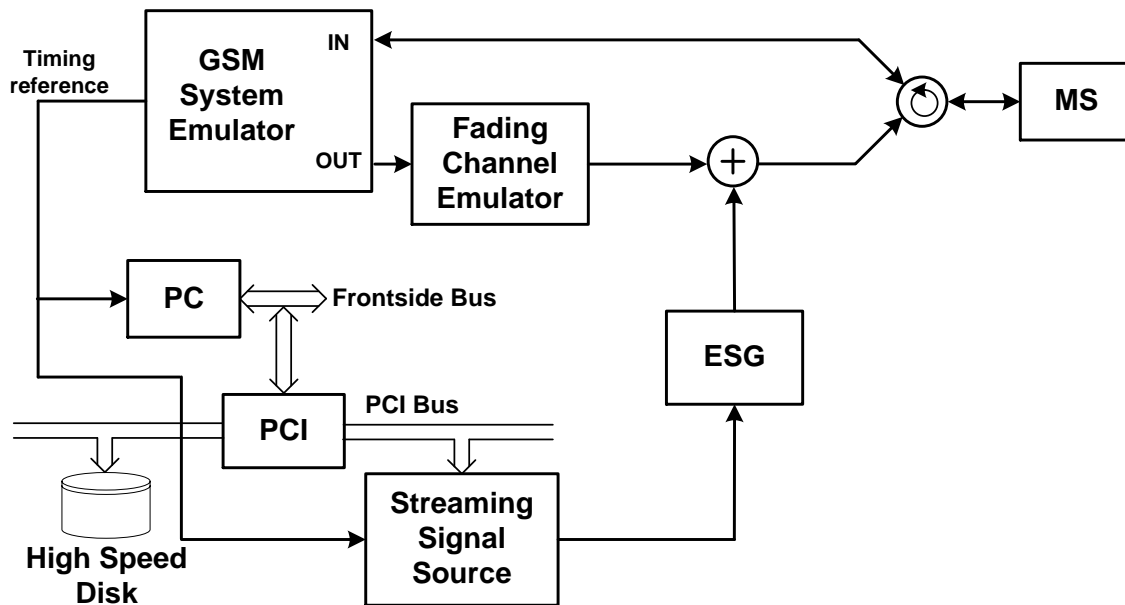 Timing
reference
GSM
System
Emulator
IN
OUT
Fading
Channel
Emulator
+
MS
PC
Frontside Bus
ESG
PCI
PCI Bus
High Speed
Disk
Streaming
Signal
Source